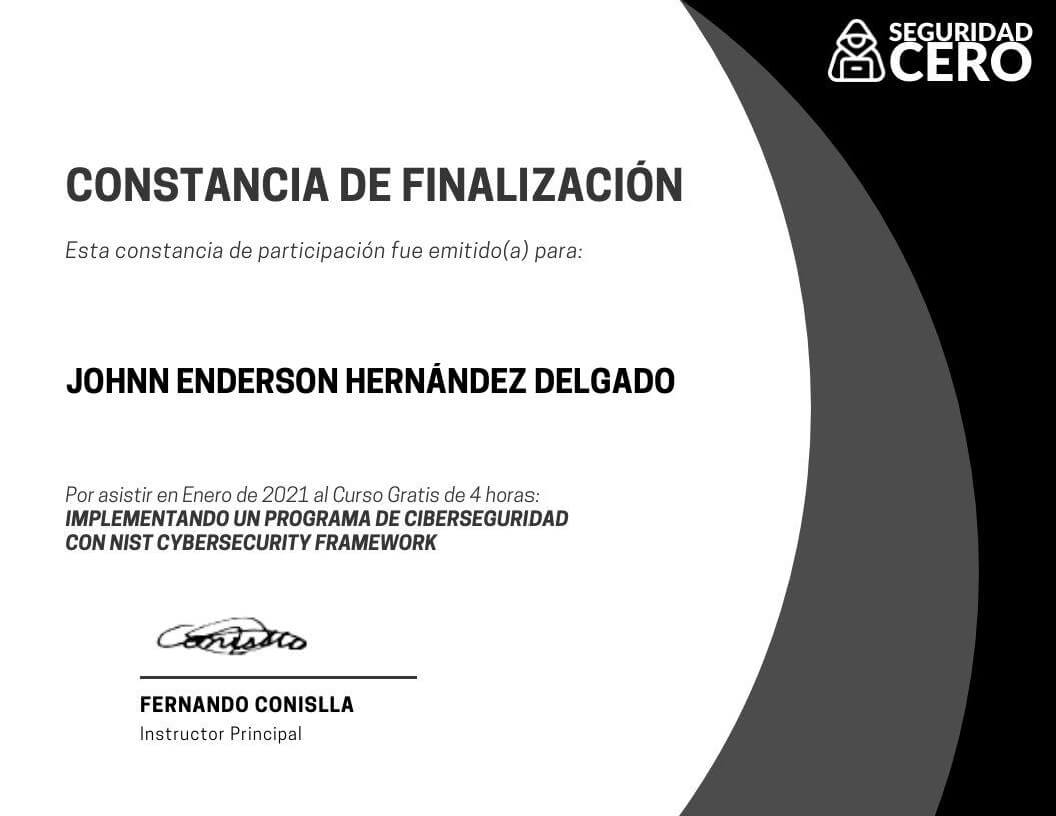 SEGURIDAD
CERO
CONSTANCIA DE FINALIZACIÓN
Esta constancia de participación fue emitido(a) para:
JOHNN ENDERSON HERNÁNDEZ DELGADO
Por asistir en Enero de 2021 al Curso Gratis de 4 horas:
IMPLEMENTANDO UN PROGRAMA DE CIBERSEGURIDAD
CON NIST CYBERSECURITY FRAMEWORK
Conislla
FERNANDO CONISLLA
Instructor Principal